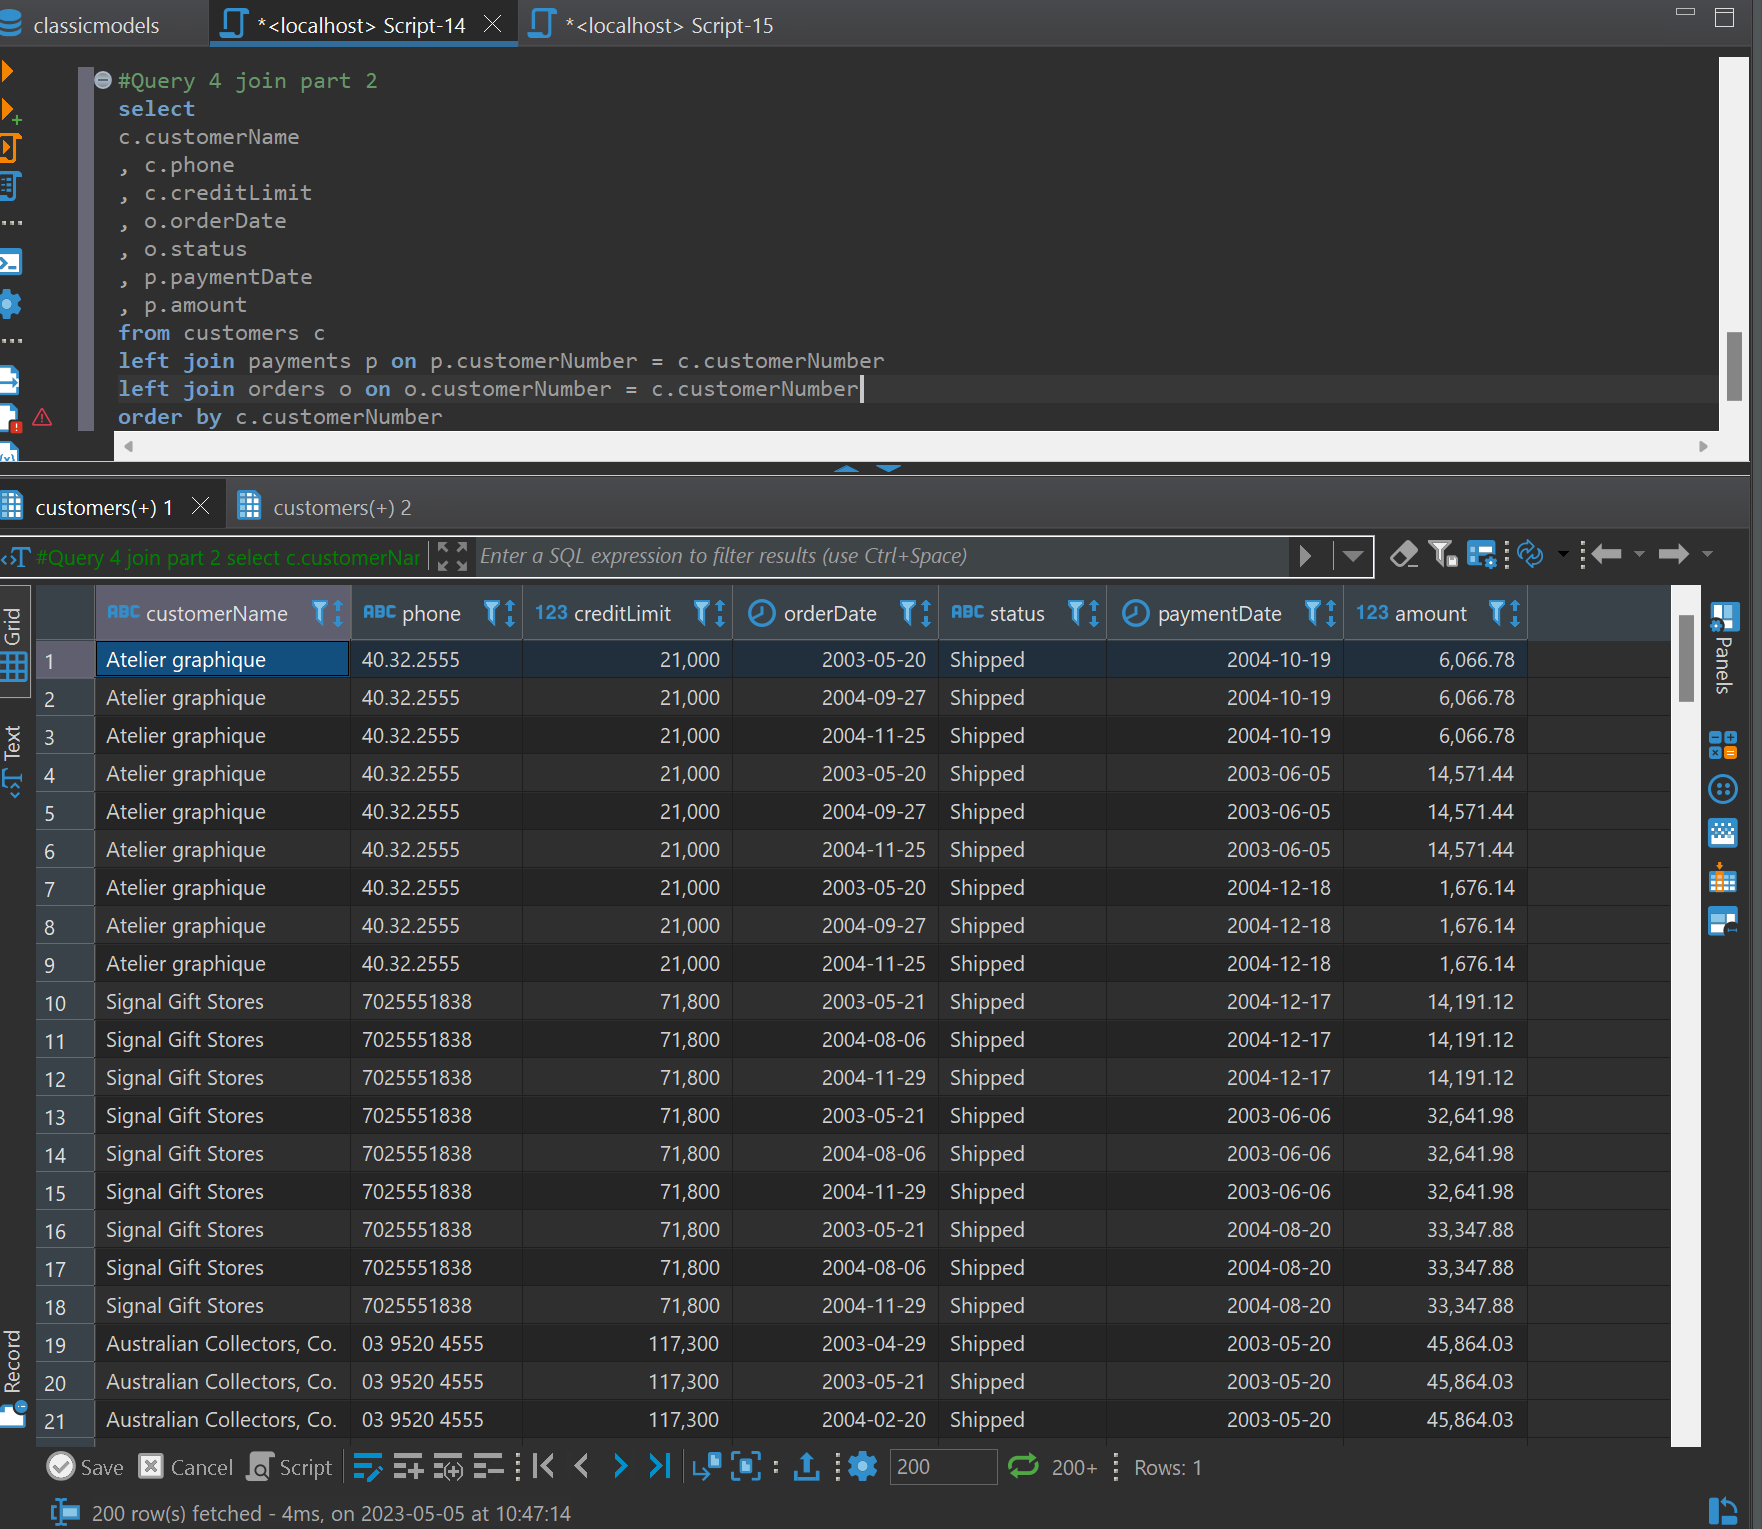 classicmodels
*<localhost> Script-14
*<localhost> Script-15
#Query 4 join part 2
select
c.customerName
, c.phone
, c.creditLimit
, o.orderDate
, o.status
, p.paymentDate
, p.amount
from customers c
left join payments p on p.customerNumber = c.customerNumber
left join orders o on o.customerNumber = c.customerNumber
order by c.customerNumber
customers(+) 1
customers(+) 2
#Query 4 join part 2 select c.customerNar
Enter a SQL expression to filter results (use Ctrl+Space)
Grid
Text
Record
Panels
ABC customerName ABC phone 123 creditLimit orderDate ABC status paymentDate 123 amount
1 Atelier graphique 40.32.2555 21,000 2003-05-20 Shipped 2004-10-19 6,066.78
2 Atelier graphique 40.32.2555 21,000 2004-09-27 Shipped 2004-10-19 6,066.78
3 Atelier graphique 40.32.2555 21,000 2004-11-25 Shipped 2004-10-19 6,066.78
4 Atelier graphique 40.32.2555 21,000 2003-05-20 Shipped 2003-06-05 14,571.44
5 Atelier graphique 40.32.2555 21,000 2004-09-27 Shipped 2003-06-05 14,571.44
6 Atelier graphique 40.32.2555 21,000 2004-11-25 Shipped 2003-06-05 14,571.44
7 Atelier graphique 40.32.2555 21,000 2003-05-20 Shipped 2004-12-18 1,676.14
8 Atelier graphique 40.32.2555 21,000 2004-09-27 Shipped 2004-12-18 1,676.14
9 Atelier graphique 40.32.2555 21,000 2004-11-25 Shipped 2004-12-18 1,676.14
10 Signal Gift Stores 7025551838 71,800 2003-05-21 Shipped 2004-12-17 14,191.12
11 Signal Gift Stores 7025551838 71,800 2004-08-06 Shipped 2004-12-17 14,191.12
12 Signal Gift Stores 7025551838 71,800 2004-11-29 Shipped 2004-12-17 14,191.12
13 Signal Gift Stores 7025551838 71,800 2003-05-21 Shipped 2003-06-06 32,641.98
14 Signal Gift Stores 7025551838 71,800 2004-08-06 Shipped 2003-06-06 32,641.98
15 Signal Gift Stores 7025551838 71,800 2004-11-29 Shipped 2003-06-06 32,641.98
16 Signal Gift Stores 7025551838 71,800 2003-05-21 Shipped 2004-08-20 33,347.88
17 Signal Gift Stores 7025551838 71,800 2004-08-06 Shipped 2004-08-20 33,347.88
18 Signal Gift Stores 7025551838 71,800 2004-11-29 Shipped 2004-08-20 33,347.88
19 Australian Collectors, Co. 03 9520 4555 117,300 2003-04-29 Shipped 2003-05-20 45,864.03
20 Australian Collectors, Co. 03 9520 4555 117,300 2003-05-21 Shipped 2003-05-20 45,864.03
21 Australian Collectors, Co. 03 9520 4555 117,300 2004-02-20 Shipped 2003-05-20 45,864.03
Save Cancel Script 200 200+ Rows: 1
200 row(s) fetched - 4ms, on 2023-05-05 at 10:47:14